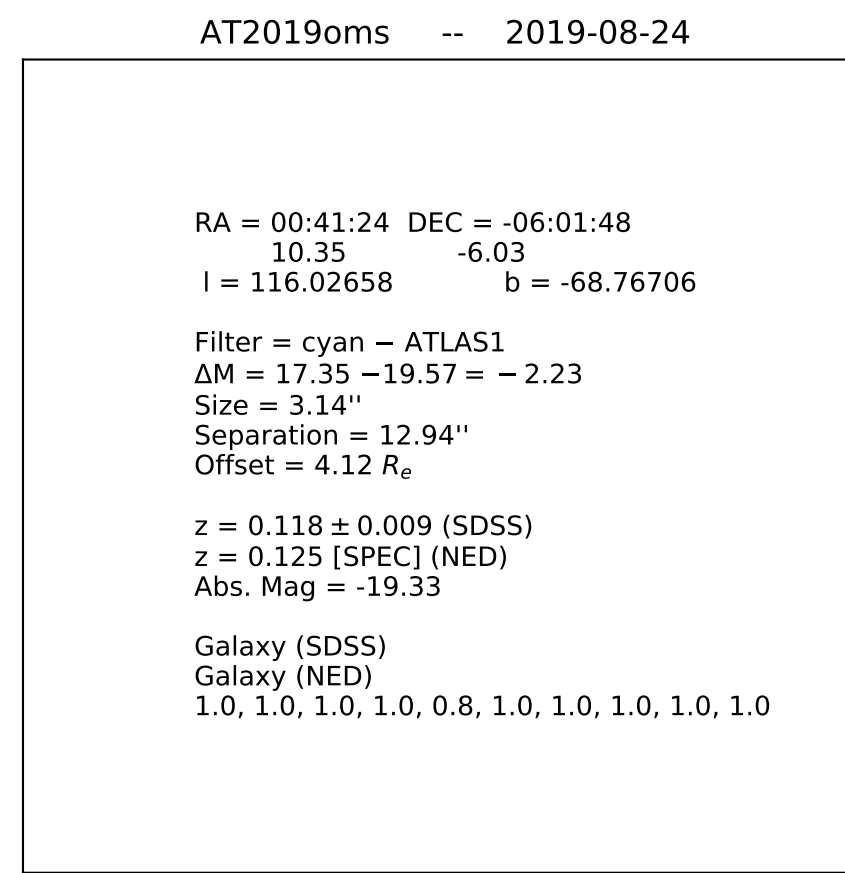 AT2019oms -- 2019-08-24
RA = 00:41:24 DEC = -06:01:48
10.35 -6.03
l = 116.02658 b = -68.76706
Filter = cyan − ATLAS1
ΔM = 17.35 −19.57 = − 2.23
Size = 3.14''
Separation = 12.94''
Offset = 4.12 Rₑ
z = 0.118 ± 0.009 (SDSS)
z = 0.125 [SPEC] (NED)
Abs. Mag = -19.33
Galaxy (SDSS)
Galaxy (NED)
1.0, 1.0, 1.0, 1.0, 0.8, 1.0, 1.0, 1.0, 1.0, 1.0